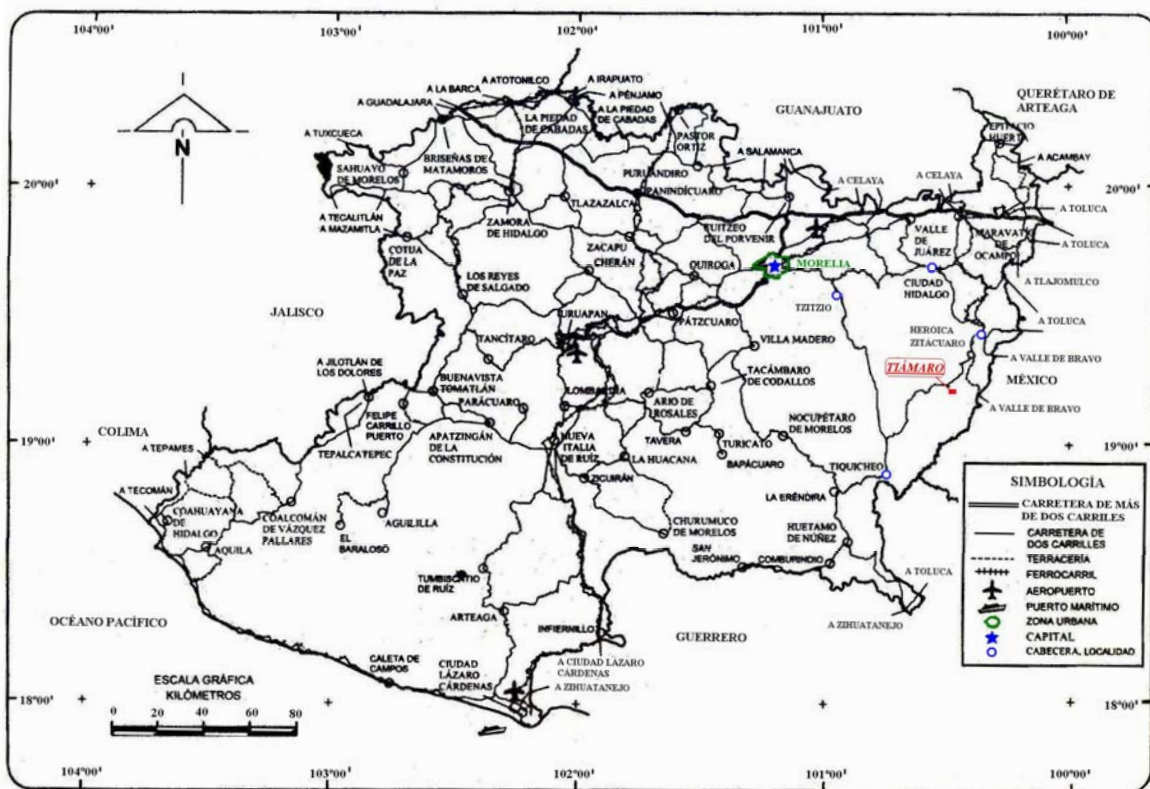 104°00'
103°00'
102°00'
101°00'
100°00'
A ATOTONILCO
A IRAPUATO
A LA BARCA
A PÉNJAMO
A GUADALAJARA
A LA PIEDAD
DE CABADAS
LA PIEDAD
DE CABADAS
GUANAJUATO
QUERÉTARO DE
ARTEAGA
EPITACIO
HUERTA
A ACAMBAY
A TUXCUECA
PASTOR
ORTIZ
A SALAMANCA
N
SAHUAYO
DE MORELOS
BRISEÑAS DE
MATAMOROS
PURUANDIRO
20°00'
20°00'
A CELAYA
A CELAYA
PANINDÍCUARO
A TECALITLÁN
A MAZAMITLA
TLAZAZALCA
A TOLUCA
ZAMORA
DE HIDALGO
CUITZEO
DEL PORVENIR
VALLE
DE
JUÁREZ
MARAVATÍO
DE
OCAMPO
A TOLUCA
COTUA
DE LA
PAZ
ZACAPU
CHERÁN
QUIROGA
MORELIA
LOS REYES
DE SALGADO
CIUDAD
HIDALGO
A TLAJOMULCO
JALISCO
URUAPAN
PÁTZCUARO
TZITZIO
A TOLUCA
HERÓICA
ZITÁCUARO
TANCÍTARO
VILLA MADERO
A VALLE DE BRAVO
A JILOTLÁN DE
LOS DOLORES
TIÁMARO
BUENAVISTA
TOMATLÁN
TACÁMBARO
DE CODALLOS
MÉXICO
PARÁCUARO
LOMBARDIA
ARIO DE
ROSALES
A VALLE DE BRAVO
FELIPE
CARRILLO
PUERTO
NOCUPÉTARO
DE MORELOS
COLIMA
19°00'
19°00'
APATZINGÁN
DE LA
CONSTITUCIÓN
NUEVA
ITALIA
DE RUÍZ
TAVERA
TURICATO
A TEPAMES
TEPALCATEPEC
LA HUACANA
BAPÁCUARO
TIQUICHEO
ZIGUIRÁN
SIMBOLOGÍA
CARRETERA DE MÁS
DE DOS CARRILES
CARRETERA DE
DOS CARRILLES
TERRACERÍA
FERROCARRIL
AEROPUERTO
PUERTO MARÍTIMO
ZONA URBANA
CAPITAL
CABECERA, LOCALIDAD
A TECOMÁN
LA ERÉNDIRA
COAHUAYANA
DE
HIDALGO
COALCOMÁN
DE VÁZQUEZ
PALLARES
AGUILILLA
EL
BARALOSO
CHURUMUCO
DE MORELOS
HUETAMO
DE NÚÑEZ
AQUILA
SAN
JERÓNIMO
COMBURINDIO
TUMBISCATIO
DE RUÍZ
A TOLUCA
OCÉANO PACÍFICO
ARTEAGA
INFIERNILLO
GUERRERO
A ZIHUATANEJO
A CIUDAD LÁZARO
CÁRDENAS
CALETA DE
CAMPOS
CIUDAD
LÁZARO
CÁRDENAS
A ZIHUATANEJO
ESCALA GRÁFICA
KILÓMETROS
0 20 40 60 80
18°00'
18°00'
104°00'
103°00'
102°00'
101°00'
100°00'